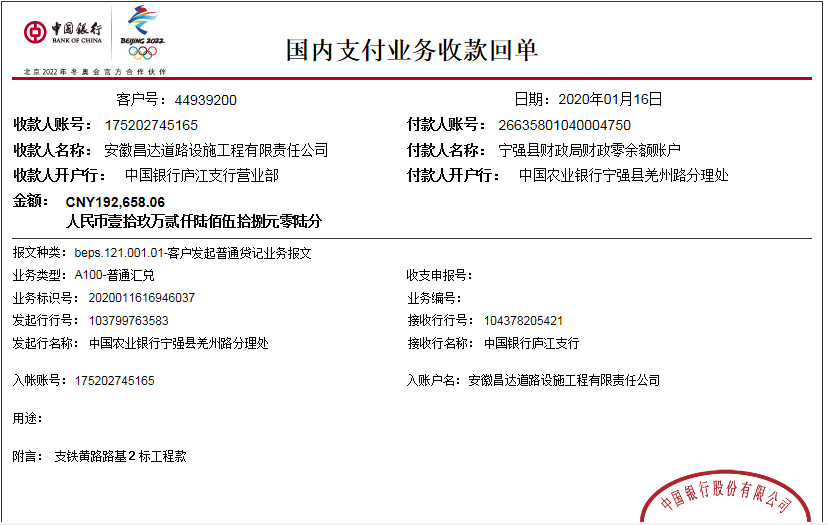 中国银行
BANK OF CHINA
BEIJING 2022
北京2022年冬奥会官方合作伙伴
国内支付业务收款回单
客户号：44939200 日期：2020年01月16日
收款人账号：175202745165 付款人账号：26635801040004750
收款人名称：安徽昌达道路设施工程有限责任公司 付款人名称：宁强县财政局财政零余额账户
收款人开户行：中国银行庐江支行营业部 付款人开户行：中国农业银行宁强县羌州路分理处
金额：CNY192,658.06
人民币壹拾玖万贰仟陆佰伍拾捌元零陆分
报文种类：beps.121.001.01-客户发起普通贷记业务报文
业务类型：A100-普通汇兑 收支申报号：
业务标识号：2020011616946037 业务编号：
发起行行号：103799763583 接收行行号：104378205421
发起行名称：中国农业银行宁强县羌州路分理处 接收行名称：中国银行庐江支行
入帐账号：175202745165 入账户名：安徽昌达道路设施工程有限责任公司
用途：
附言：支铁黄路路基2标工程款
中国银行股份有限公司